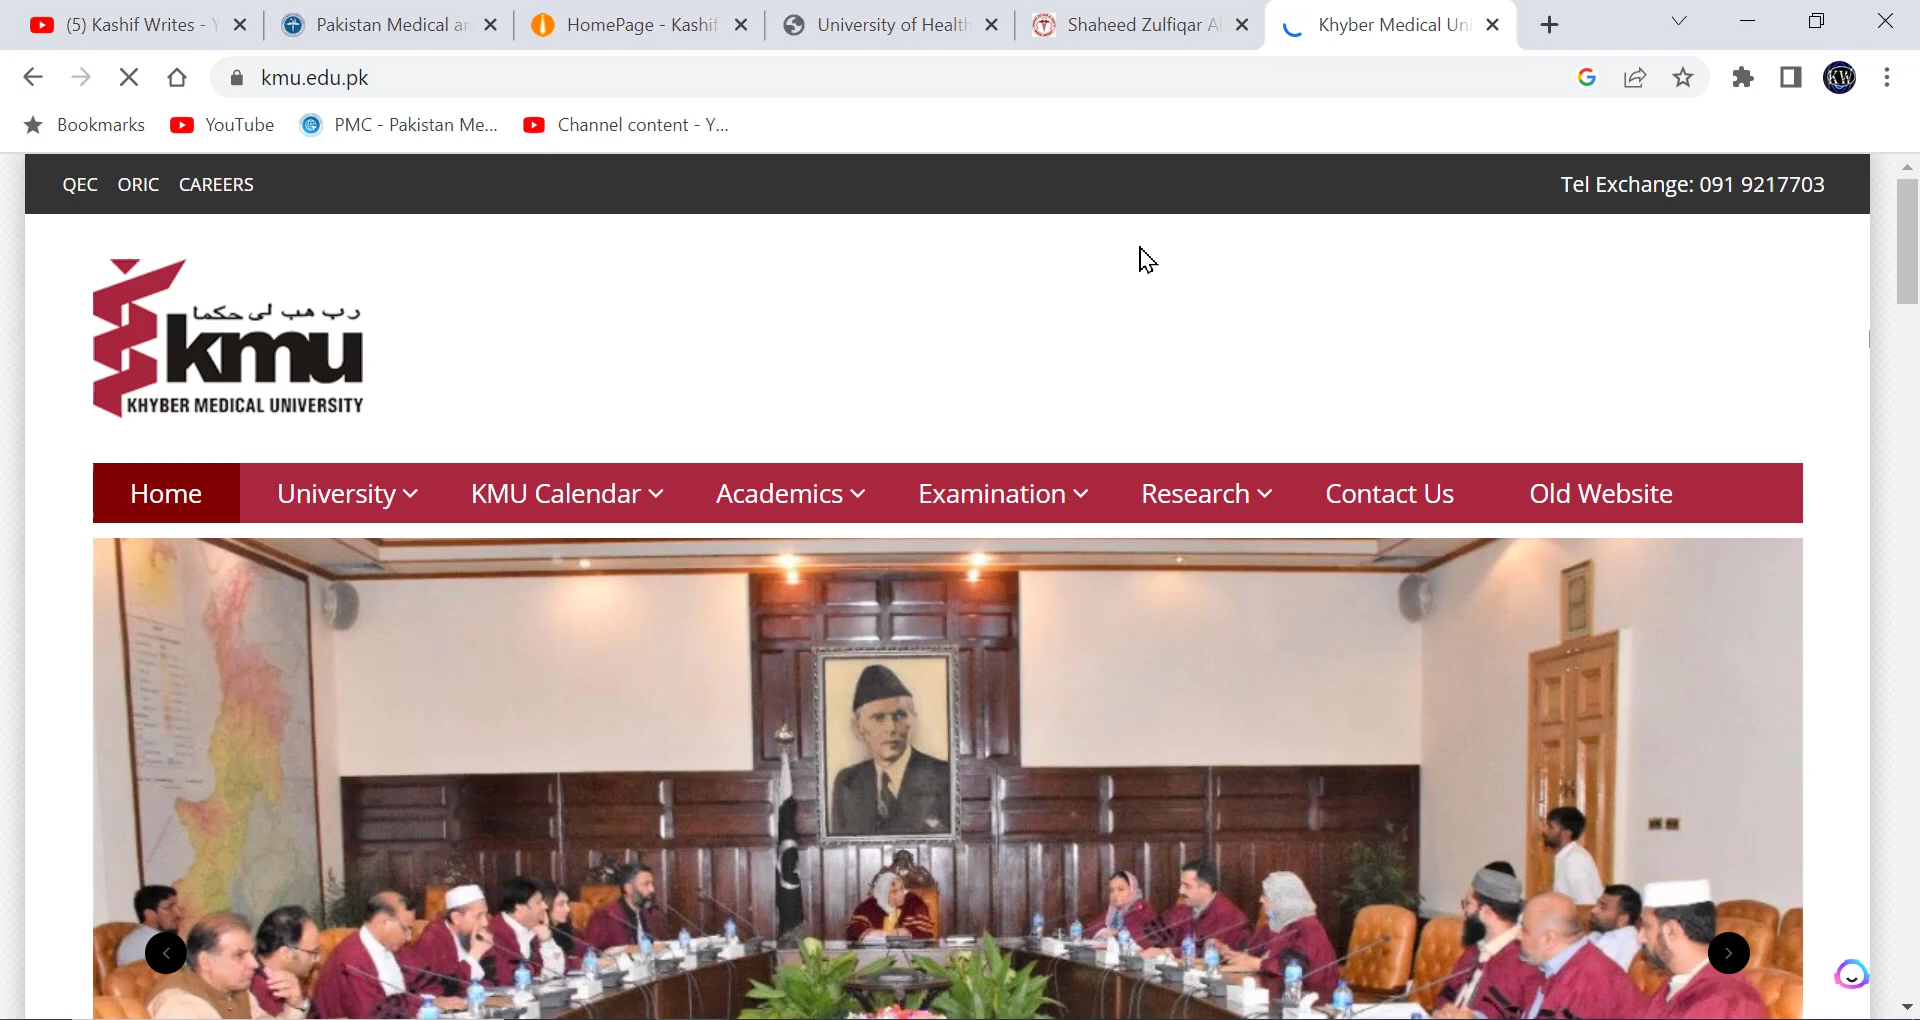 (5) Kashif Writes - Y
Pakistan Medical an
HomePage - Kashif
University of Health
Shaheed Zulfiqar Al
Khyber Medical Uni
kmu.edu.pk
Bookmarks
YouTube
PMC - Pakistan Me...
Channel content - Y...
QEC ORIC CAREERS
Tel Exchange: 091 9217703
رب هب لی حکما
kmu
KHYBER MEDICAL UNIVERSITY
Home
University
KMU Calendar
Academics
Examination
Research
Contact Us
Old Website